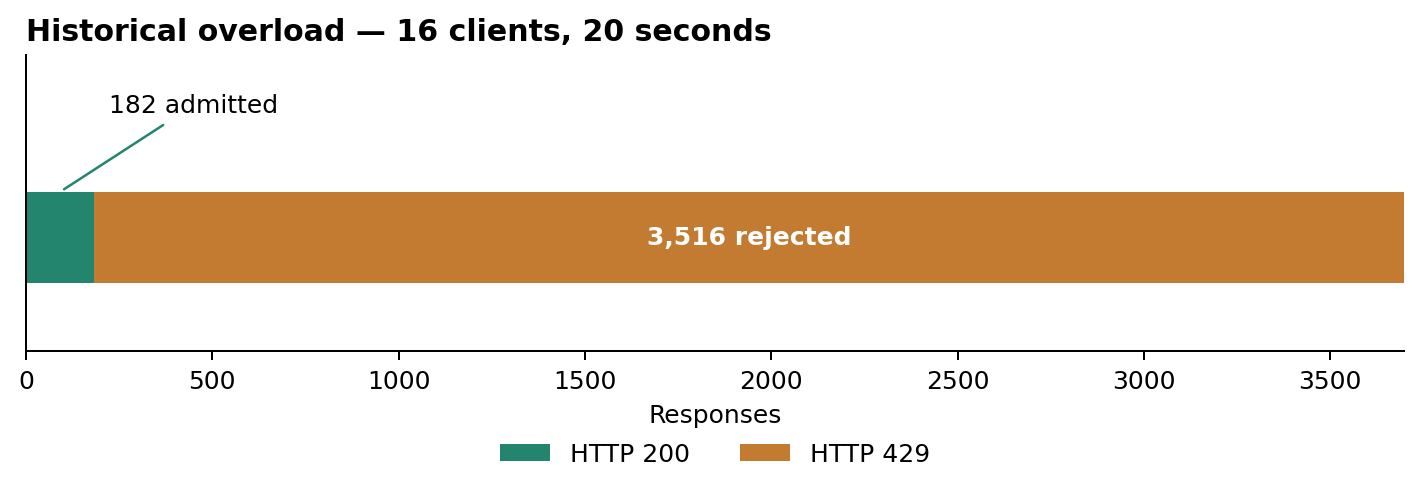 Historical overload — 16 clients, 20 seconds
182 admitted
3,516 rejected
0 500 1000 1500 2000 2500 3000 3500
Responses
HTTP 200 HTTP 429